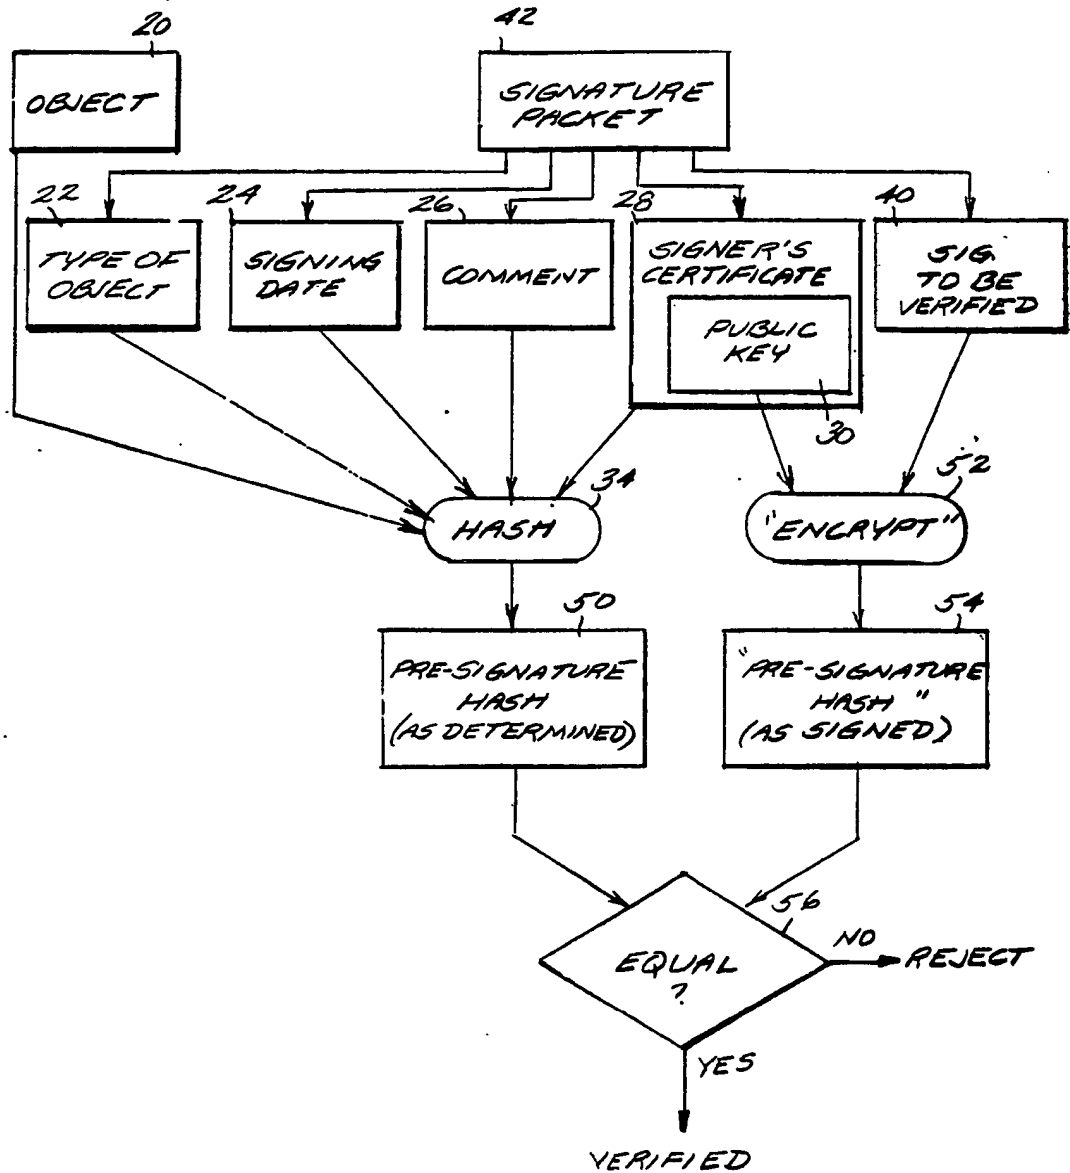 20
42
OBJECT
SIGNATURE
PACKET
22
24
26
28
40
TYPE OF
OBJECT
SIGNING
DATE
COMMENT
SIGNER'S
CERTIFICATE
PUBLIC
KEY
30
SIG.
TO BE
VERIFIED
34
HASH
52
"ENCRYPT"
50
54
PRE-SIGNATURE
HASH
(AS DETERMINED)
"PRE-SIGNATURE
HASH"
(AS SIGNED)
56
EQUAL
?
NO
REJECT
YES
VERIFIED